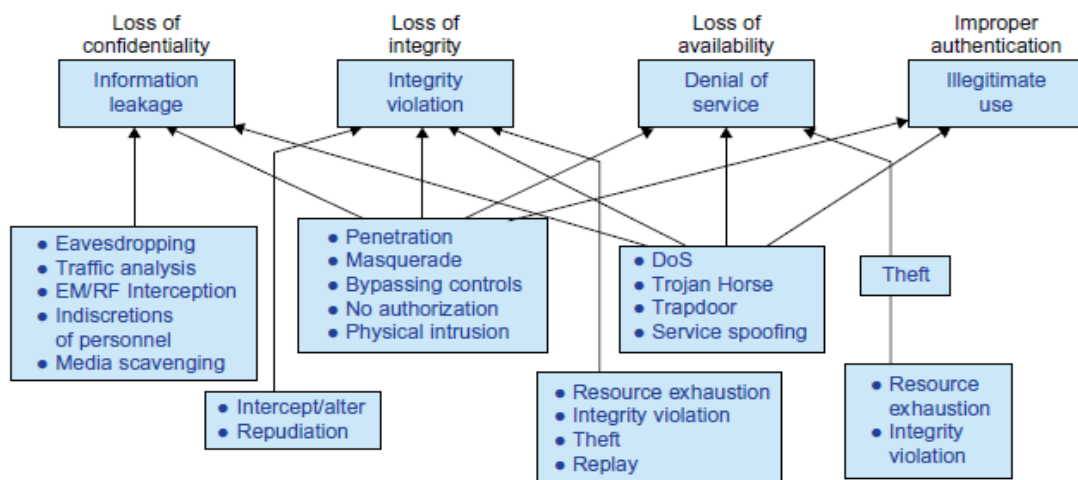 Loss of
confidentiality
Loss of
integrity
Loss of
availability
Improper
authentication
Information
leakage
Integrity
violation
Denial of
service
Illegitimate
use
● Eavesdropping
● Traffic analysis
● EM/RF Interception
● Indiscretions
of personnel
● Media scavenging
● Penetration
● Masquerade
● Bypassing controls
● No authorization
● Physical intrusion
● DoS
● Trojan Horse
● Trapdoor
● Service spoofing
Theft
● Intercept/alter
● Repudiation
● Resource exhaustion
● Integrity violation
● Theft
● Replay
● Resource
exhaustion
● Integrity
violation